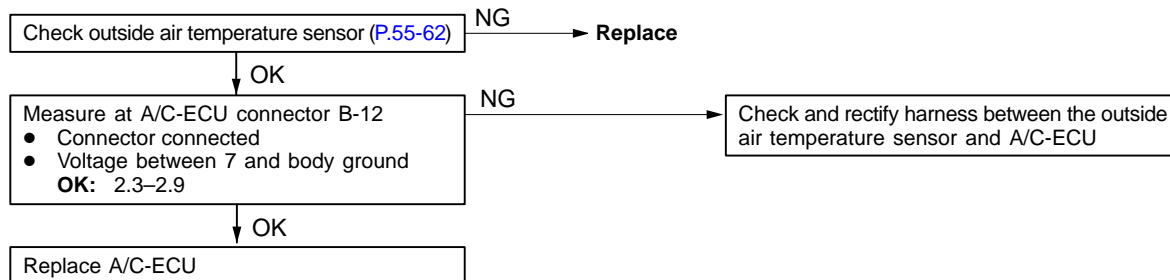 Check outside air temperature sensor (P.55-62)
NG
Replace
OK
Measure at A/C-ECU connector B-12
● Connector connected
● Voltage between 7 and body ground
OK: 2.3–2.9
NG
Check and rectify harness between the outside
air temperature sensor and A/C-ECU
OK
Replace A/C-ECU